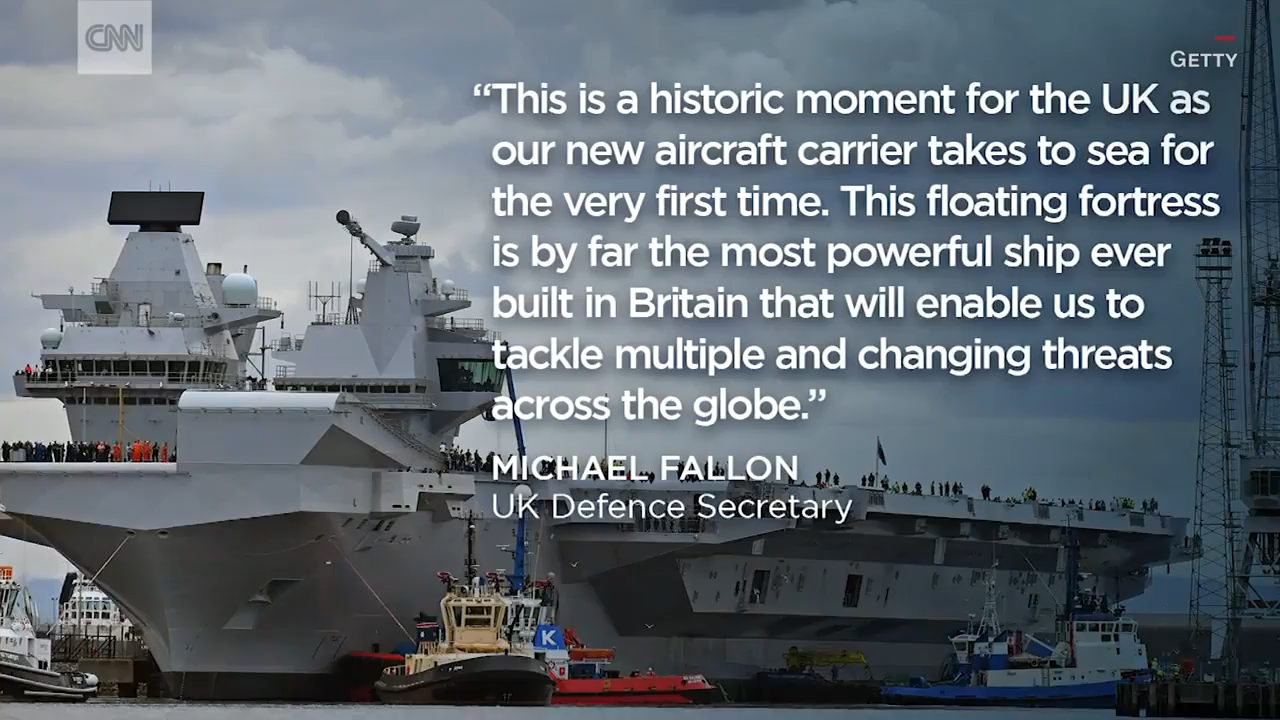 CNN
GETTY
“This is a historic moment for the UK as
our new aircraft carrier takes to sea for
the very first time. This floating fortress
is by far the most powerful ship ever
built in Britain that will enable us to
tackle multiple and changing threats
across the globe.”
MICHAEL FALLON
UK Defence Secretary
K